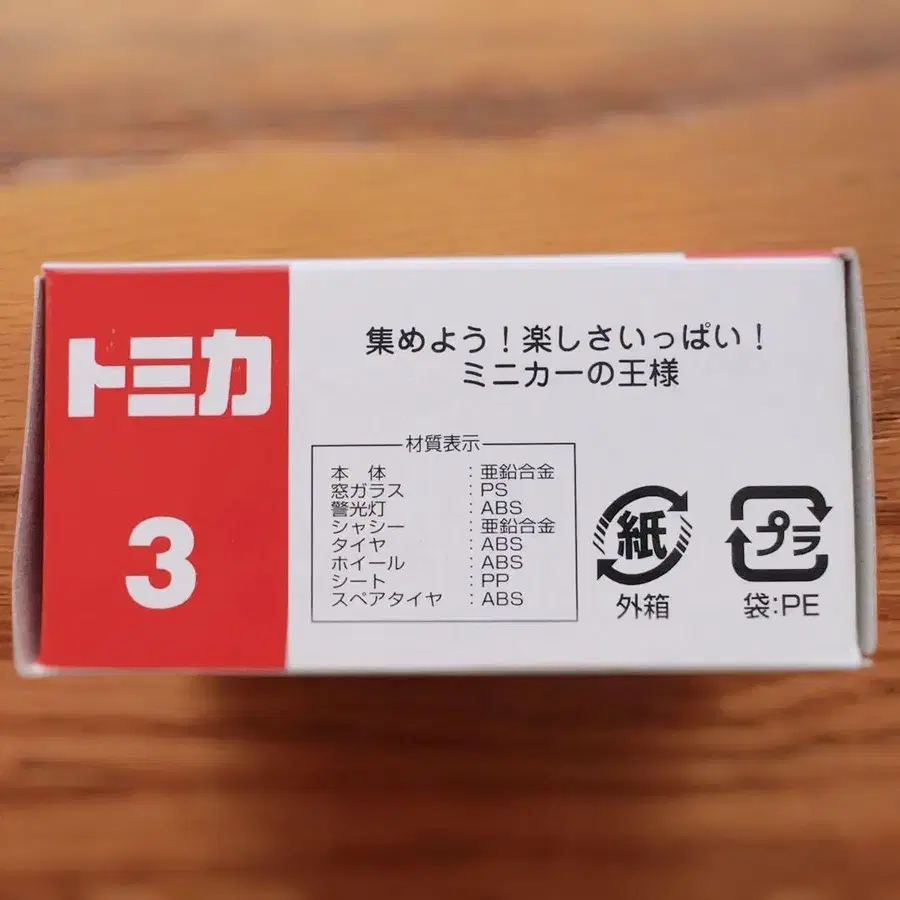 トミカ
3
集めよう！楽しさいっぱい！
ミニカーの王様
材質表示
本　体　：亜鉛合金
窓ガラス　：PS
警光灯　：ABS
シャシー　：亜鉛合金
タイヤ　：ABS
ホイール　：ABS
シート　：PP
スペアタイヤ　：ABS
紙
外箱
プラ
袋:PE